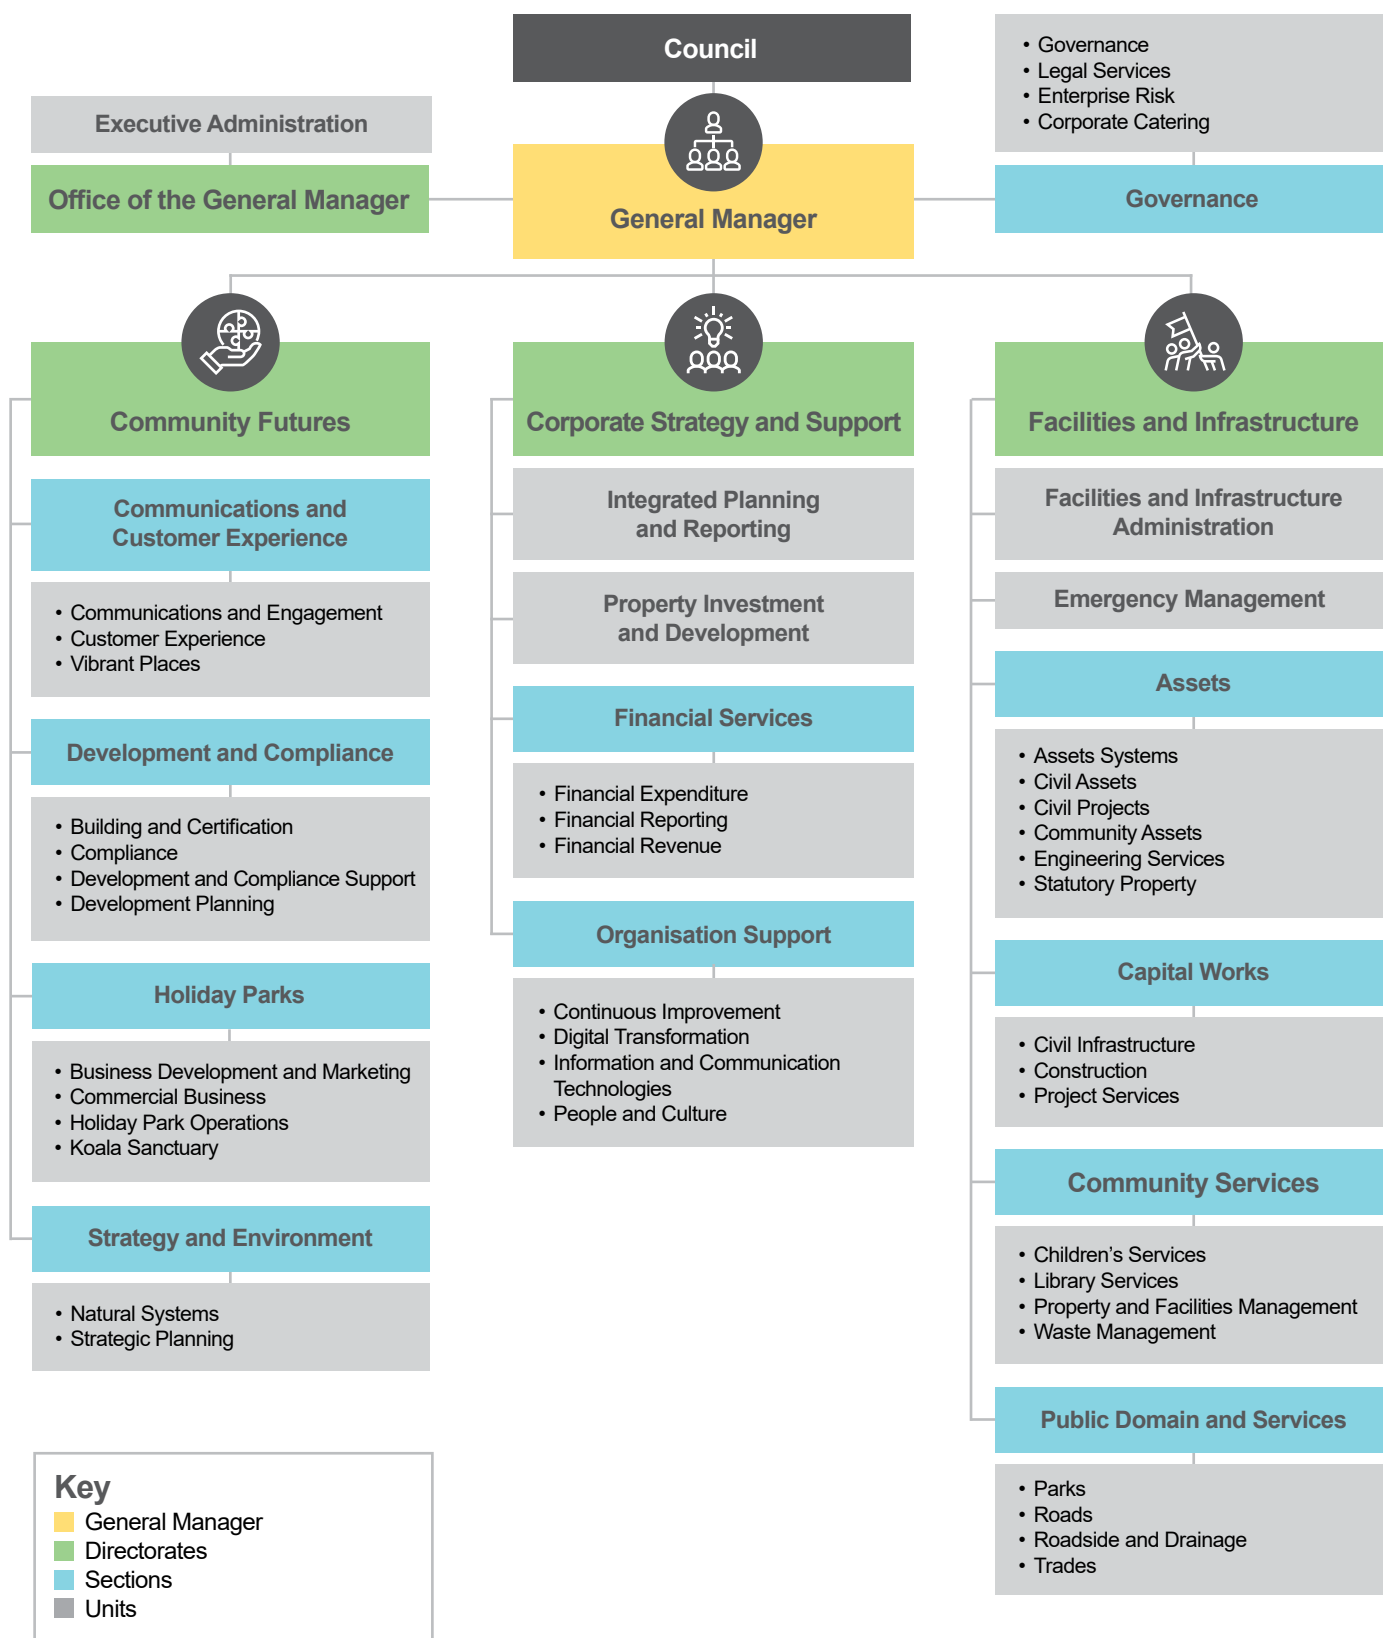 Council
• Governance
• Legal Services
• Enterprise Risk
• Corporate Catering
Executive Administration
Office of the General Manager
General Manager
Governance
Community Futures
Communications and
Customer Experience
• Communications and Engagement
• Customer Experience
• Vibrant Places
Development and Compliance
• Building and Certification
• Compliance
• Development and Compliance Support
• Development Planning
Holiday Parks
• Business Development and Marketing
• Commercial Business
• Holiday Park Operations
• Koala Sanctuary
Strategy and Environment
• Natural Systems
• Strategic Planning
Corporate Strategy and Support
Integrated Planning
and Reporting
Property Investment
and Development
Financial Services
• Financial Expenditure
• Financial Reporting
• Financial Revenue
Organisation Support
• Continuous Improvement
• Digital Transformation
• Information and Communication
Technologies
• People and Culture
Facilities and Infrastructure
Facilities and Infrastructure
Administration
Emergency Management
Assets
• Assets Systems
• Civil Assets
• Civil Projects
• Community Assets
• Engineering Services
• Statutory Property
Capital Works
• Civil Infrastructure
• Construction
• Project Services
Community Services
• Children’s Services
• Library Services
• Property and Facilities Management
• Waste Management
Public Domain and Services
• Parks
• Roads
• Roadside and Drainage
• Trades
Key
General Manager
Directorates
Sections
Units